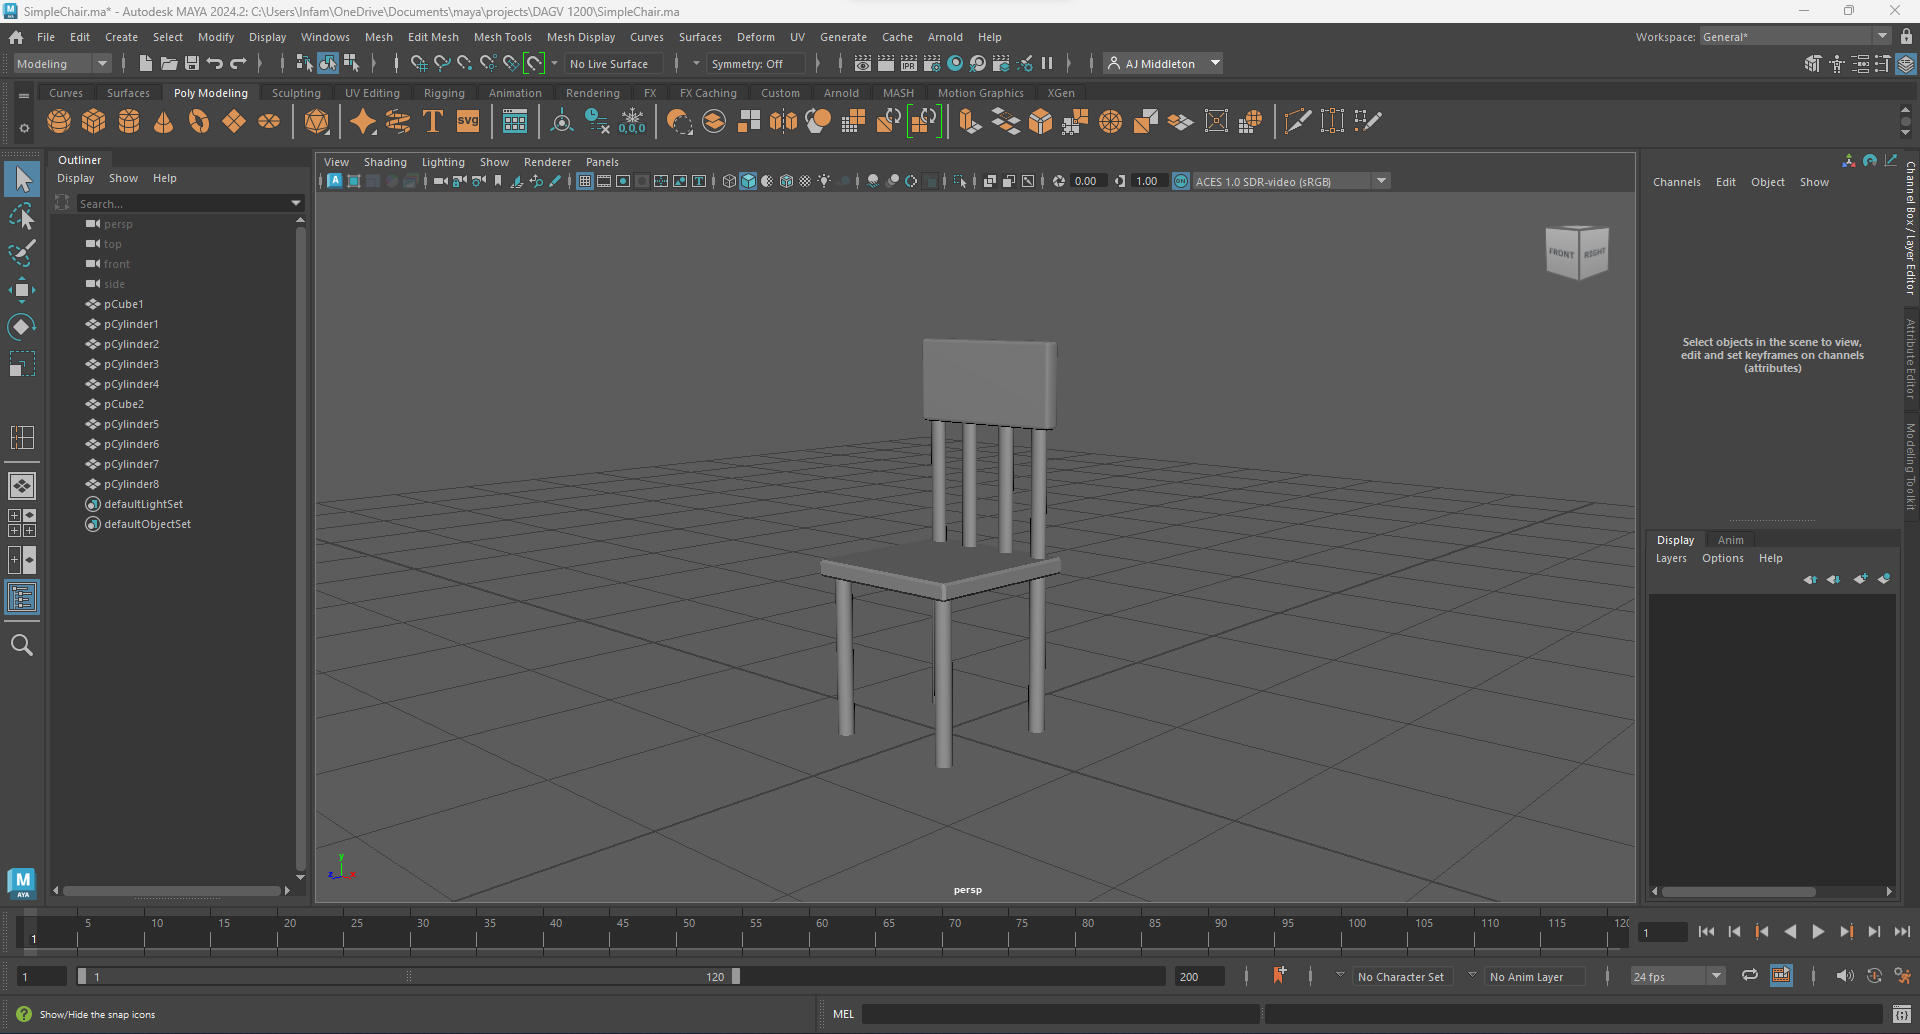 SimpleChair.ma* - Autodesk MAYA 2024.2: C:\Users\Infam\OneDrive\Documents\maya\projects\DAGV 1200\SimpleChair.ma
File Edit Create Select Modify Display Windows Mesh Edit Mesh Mesh Tools Mesh Display Curves Surfaces Deform UV Generate Cache Arnold Help
Workspace: General*
Modeling
No Live Surface
Symmetry: Off
IPR
AJ Middleton
Curves Surfaces Poly Modeling Sculpting UV Editing Rigging Animation Rendering FX FX Caching Custom Arnold MASH Motion Graphics XGen
T
svg
0,0,0
Outliner
Display Show Help
Search...
persp
top
front
side
pCube1
pCylinder1
pCylinder2
pCylinder3
pCylinder4
pCube2
pCylinder5
pCylinder6
pCylinder7
pCylinder8
defaultLightSet
defaultObjectSet
View Shading Lighting Show Renderer Panels
0.00
1.00
ON
ACES 1.0 SDR-video (sRGB)
FRONT
RIGHT
y
z
x
persp
Channels Edit Object Show
Select objects in the scene to view,
edit and set keyframes on channels
(attributes)
Channel Box / Layer Editor
Attribute Editor
Modeling Toolkit
Display Anim
Layers Options Help
M
AYA
5 10 15 20 25 30 35 40 45 50 55 60 65 70 75 80 85 90 95 100 105 110 115 120
1
1
1
1
120
200
No Character Set
No Anim Layer
24 fps
Show/Hide the snap icons
MEL